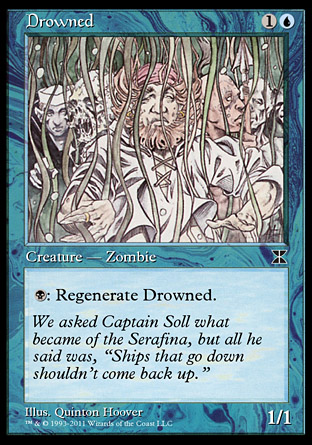 Drowned 1
Creature — Zombie
: Regenerate Drowned.
We asked Captain Soll what
became of the Serafina, but all he
said was, “Ships that go down
shouldn’t come back up.”
Illus. Quinton Hoover
™ & © 1993-2011 Wizards of the Coast LLC
1/1